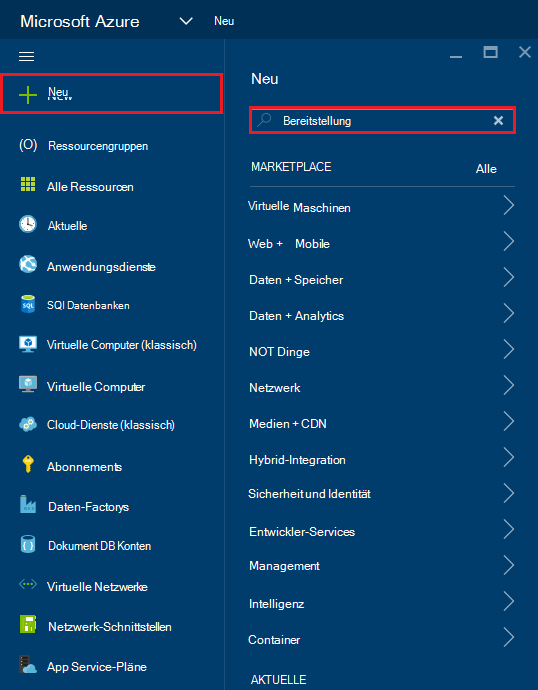 Microsoft Azure
Neu
Neu
New
(O) Ressourcengruppen
Alle Ressourcen
Aktuelle
Anwendungsdienste
SQL
SQl Datenbanken
Virtuelle Computer (klassisch)
Virtuelle Computer
Cloud-Dienste (klassisch)
Abonnements
Daten-Factorys
Dokument DB Konten
Virtuelle Netzwerke
Netzwerk-Schnittstellen
App Service-Pläne
Neu
Bereitstellung
MARKETPLACE
Alle
Virtuelle Maschinen
Web + Mobile
Daten + Speicher
Daten + Analytics
NOT Dinge
Netzwerk
Medien + CDN
Hybrid-Integration
Sicherheit und Identität
Entwickler-Services
Management
Intelligenz
Container
AKTUELLE